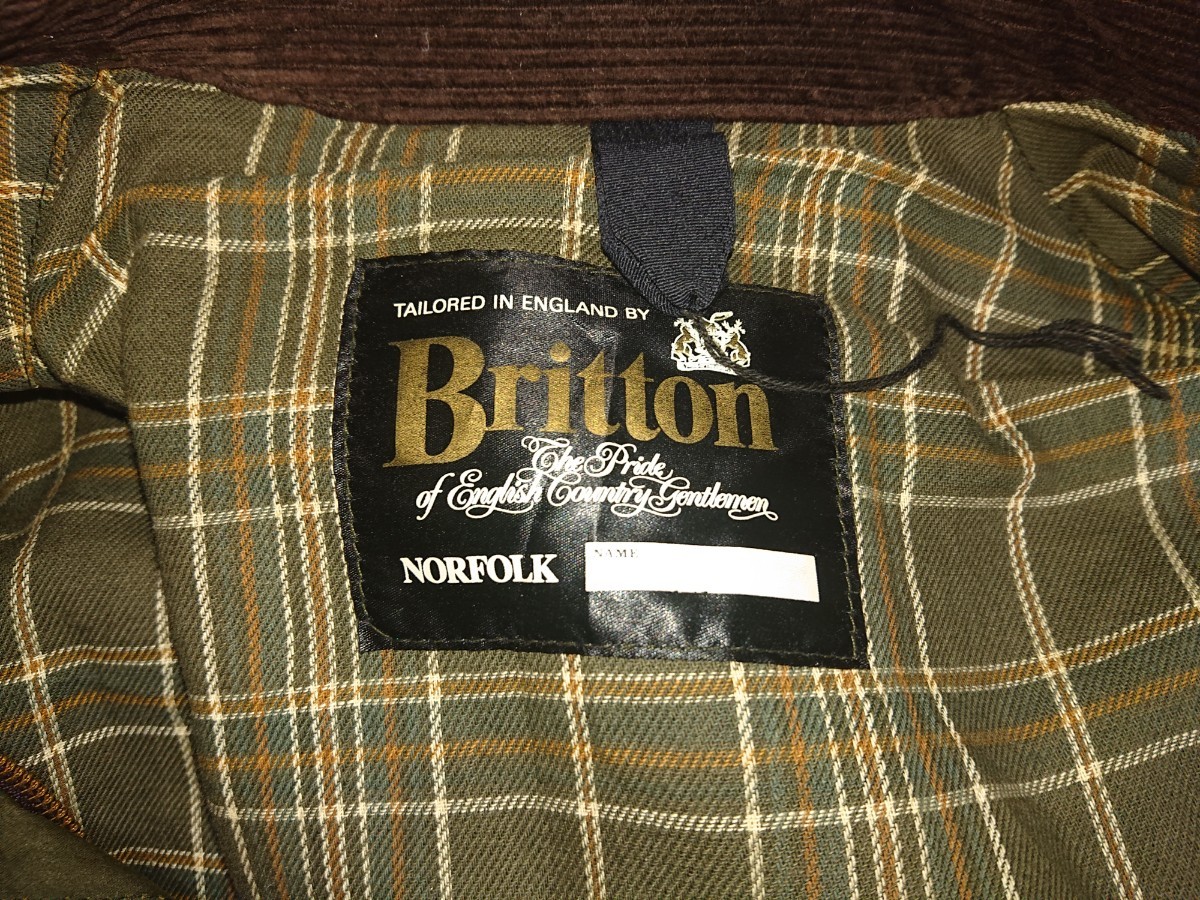 TAILORED IN ENGLAND BY
Britton
The Pride
of English Country Gentlemen
NORFOLK
NAME